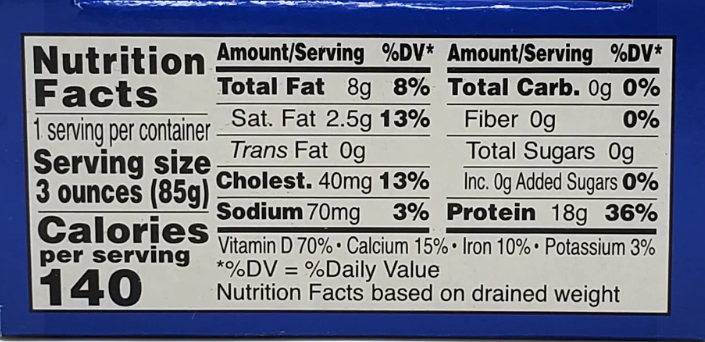 Nutrition
Facts
1 serving per container
Serving size
3 ounces (85g)
Calories
per serving
140
Amount/Serving %DV*
Total Fat 8g 8%
Sat. Fat 2.5g 13%
Trans Fat 0g
Cholest. 40mg 13%
Sodium 70mg 3%
Amount/Serving %DV*
Total Carb. 0g 0%
Fiber 0g 0%
Total Sugars 0g
Inc. 0g Added Sugars 0%
Protein 18g 36%
Vitamin D 70% • Calcium 15% • Iron 10% • Potassium 3%
*%DV = %Daily Value
Nutrition Facts based on drained weight